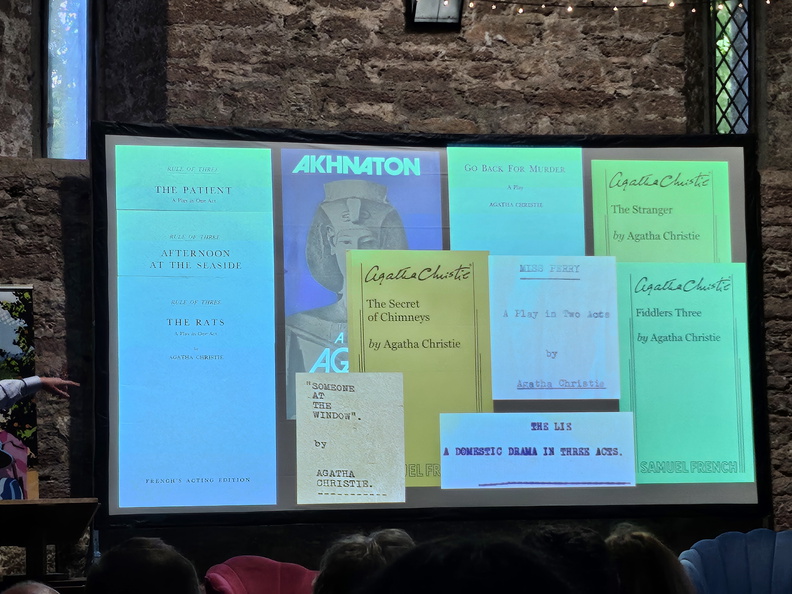 RULE OF THREE
THE PATIENT
A Play in One Act
RULE OF THREE
AFTERNOON
AT THE SEASIDE
RULE OF THREE
THE RATS
A Play in One Act
AGATHA CHRISTIE
FRENCH'S ACTING EDITION
AKHNATON
A
AG
GO BACK FOR MURDER
A Play
AGATHA CHRISTIE
Agatha Christie
The Stranger
by Agatha Christie
Agatha Christie
The Secret
of Chimneys
by Agatha Christie
SAMUEL FR
MISS PERRY
A Play in Two Acts
by
Agatha Christie
Agatha Christie
Fiddlers Three
by Agatha Christie
SAMUEL FRENCH
"SOMEONE
AT
THE
WINDOW".
by
AGATHA
CHRISTIE.
THE LIE
A DOMESTIC DRAMA IN THREE ACTS.